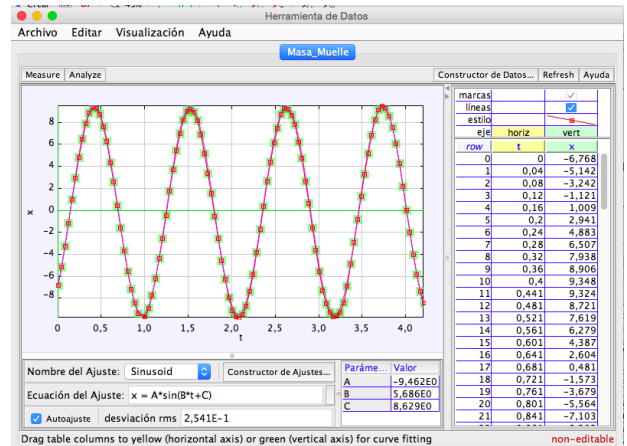 Herramienta de Datos
Archivo Editar Visualización Ayuda
Masa_Muelle
Measure Analyze Constructor de Datos... Refresh Ayuda
marcas
líneas
estilo
eje horiz vert
row t x
0 0 -6,768
1 0,04 -5,142
2 0,08 -3,242
3 0,12 -1,121
4 0,16 1,009
5 0,2 2,941
6 0,24 4,883
7 0,28 6,507
8 0,32 7,938
9 0,36 8,906
10 0,4 9,348
11 0,441 9,324
12 0,481 8,721
13 0,521 7,619
14 0,561 6,279
15 0,601 4,387
16 0,641 2,604
17 0,681 0,481
18 0,721 -1,573
19 0,761 -3,679
20 0,801 -5,564
21 0,841 -7,103
8
6
4
2
0
-2
-4
-6
-8
x
0 0,5 1,0 1,5 2,0 2,5 3,0 3,5 4,0
t
Nombre del Ajuste: Sinusoid Constructor de Ajustes...
Ecuación del Ajuste: x = A*sin(B*t+C)
Autoajuste desviación rms 2,541E-1
Paráme... Valor
A -9,462E0
B 5,686E0
C 8,629E0
Drag table columns to yellow (horizontal axis) or green (vertical axis) for curve fitting non-editable